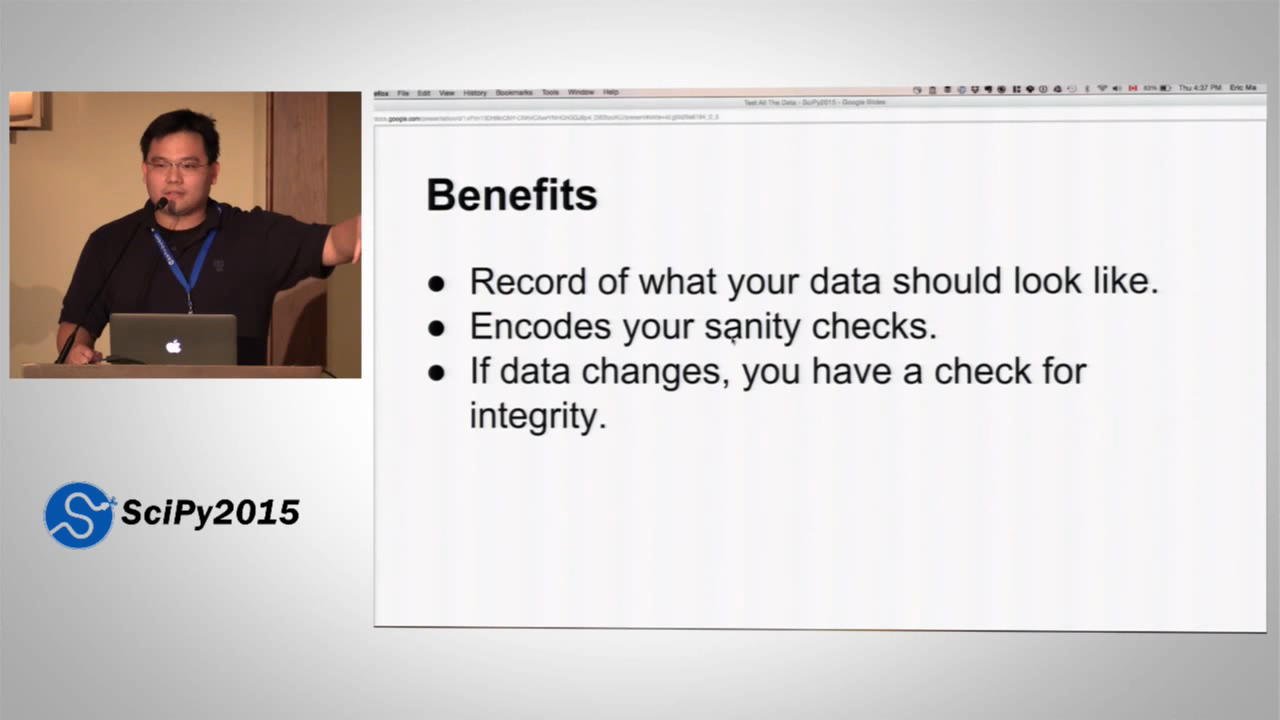 File Edit View History Bookmarks Tools Window Help
Thu 4:37 PM Eric Ma
Test All The Data - SciPy2015 - Google Slides
Benefits
● Record of what your data should look like.
● Encodes your sanity checks.
● If data changes, you have a check for
integrity.
SciPy2015